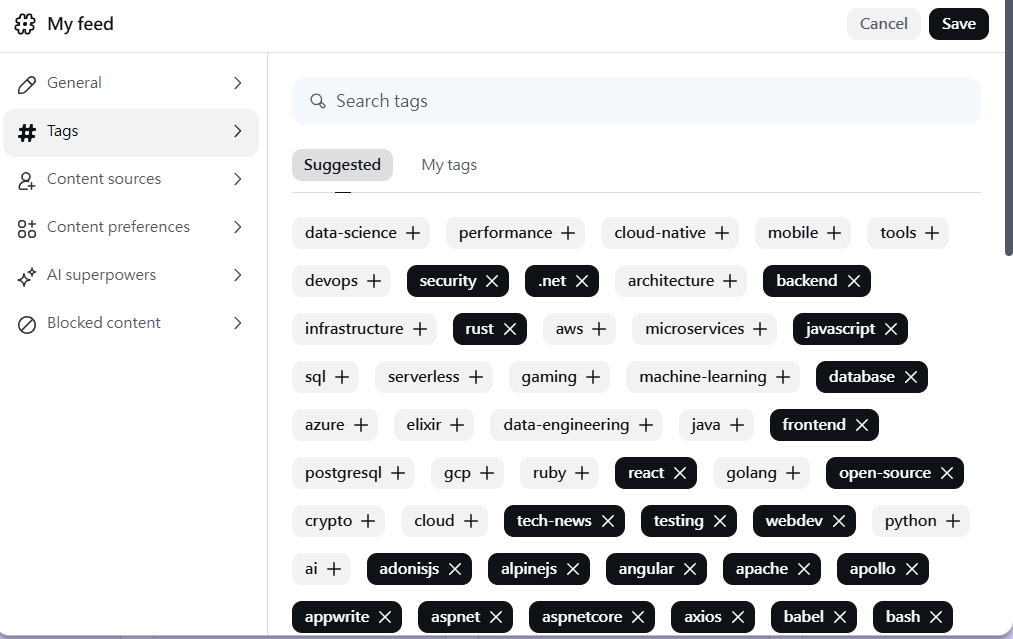 My feed Cancel Save
General
Tags
Content sources
Content preferences
AI superpowers
Blocked content
Search tags
Suggested My tags
data-science performance cloud-native mobile tools
devops security .net architecture backend
infrastructure rust aws microservices javascript
sql serverless gaming machine-learning database
azure elixir data-engineering java frontend
postgresql gcp ruby react golang open-source
crypto cloud tech-news testing webdev python
ai adonisjs alpinejs angular apache apollo
appwrite aspnet aspnetcore axios babel bash